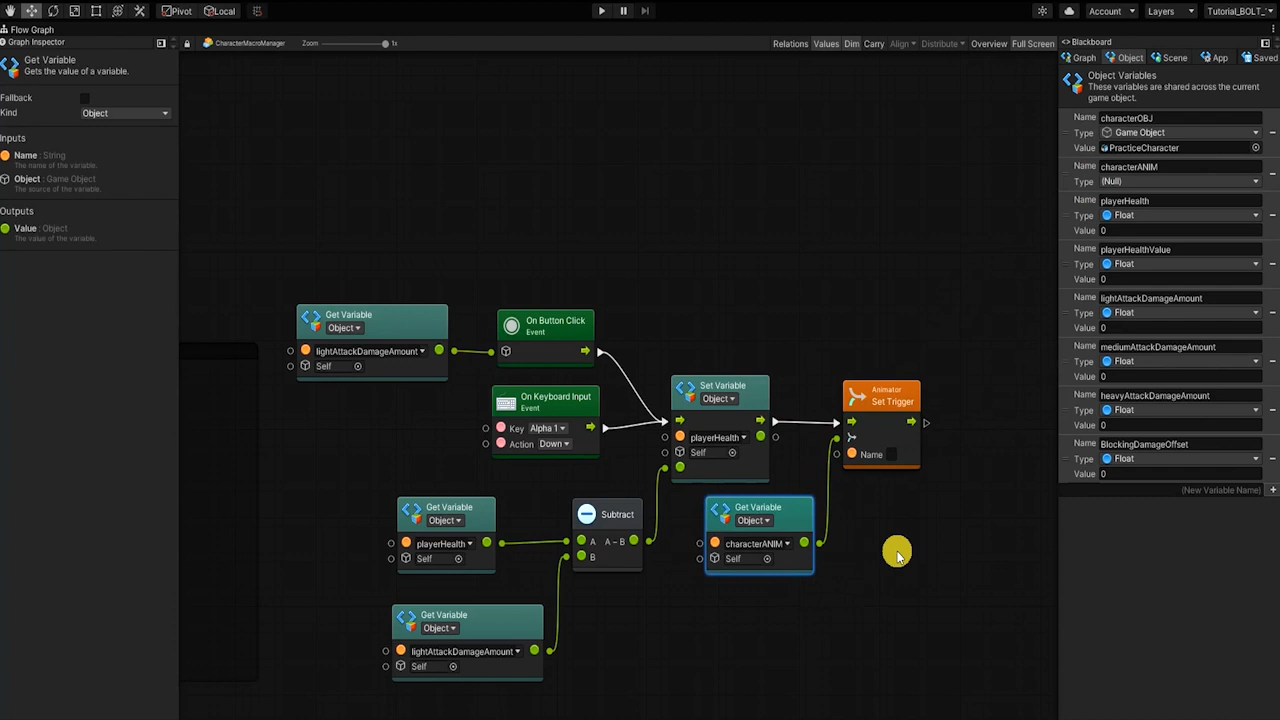 Pivot
Local
Account
Layers
Tutorial_BOLT_
Flow Graph
Graph Inspector
CharacterMacroManager
Zoom
1x
Relations
Values
Dim
Carry
Align
Distribute
Overview
Full Screen
Blackboard
Get Variable
Gets the value of a variable.
Fallback
Kind
Object
Inputs
Name : String
The name of the variable.
Object : Game Object
The source of the variable.
Outputs
Value : Object
The value of the variable.
Get Variable
Object
lightAttackDamageAmount
Self
On Button Click
Event
On Keyboard Input
Event
Key Alpha 1
Action Down
Set Variable
Object
playerHealth
Self
Animator
Set Trigger
Name
Get Variable
Object
playerHealth
Self
Subtract
A A − B
B
Get Variable
Object
characterANIM
Self
Get Variable
Object
lightAttackDamageAmount
Self
Graph
Object
Scene
App
Saved
Object Variables
These variables are shared across the current
game object.
Name characterOBJ
Type Game Object
Value PracticeCharacter
Name characterANIM
Type (Null)
Name playerHealth
Type Float
Value 0
Name playerHealthValue
Type Float
Value 0
Name lightAttackDamageAmount
Type Float
Value 0
Name mediumAttackDamageAmount
Type Float
Value 0
Name heavyAttackDamageAmount
Type Float
Value 0
Name BlockingDamageOffset
Type Float
Value 0
(New Variable Name)